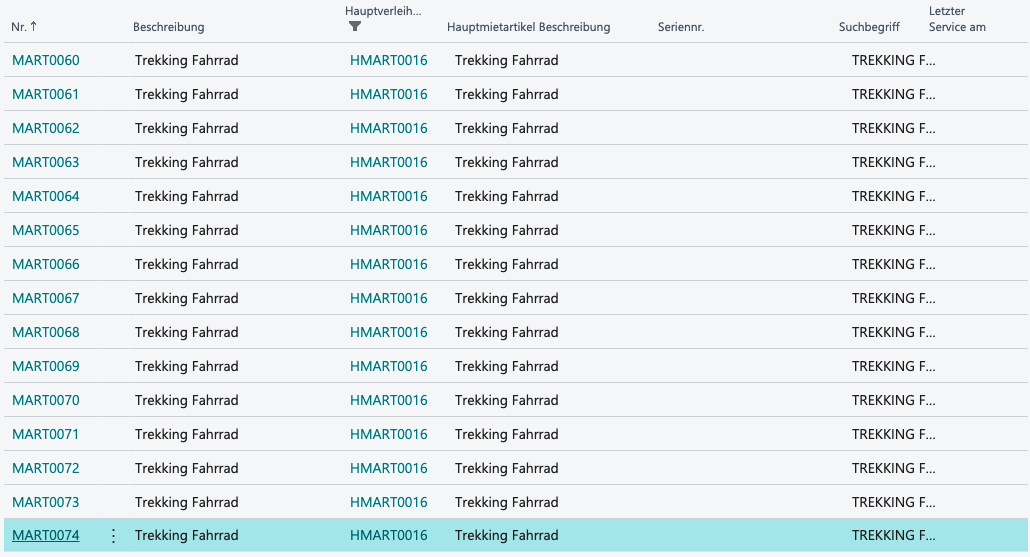 Nr. ↑ Beschreibung Hauptverleih... Hauptmietartikel Beschreibung Seriennr. Suchbegriff Letzter Service am
MART0060 Trekking Fahrrad HMART0016 Trekking Fahrrad TREKKING F...
MART0061 Trekking Fahrrad HMART0016 Trekking Fahrrad TREKKING F...
MART0062 Trekking Fahrrad HMART0016 Trekking Fahrrad TREKKING F...
MART0063 Trekking Fahrrad HMART0016 Trekking Fahrrad TREKKING F...
MART0064 Trekking Fahrrad HMART0016 Trekking Fahrrad TREKKING F...
MART0065 Trekking Fahrrad HMART0016 Trekking Fahrrad TREKKING F...
MART0066 Trekking Fahrrad HMART0016 Trekking Fahrrad TREKKING F...
MART0067 Trekking Fahrrad HMART0016 Trekking Fahrrad TREKKING F...
MART0068 Trekking Fahrrad HMART0016 Trekking Fahrrad TREKKING F...
MART0069 Trekking Fahrrad HMART0016 Trekking Fahrrad TREKKING F...
MART0070 Trekking Fahrrad HMART0016 Trekking Fahrrad TREKKING F...
MART0071 Trekking Fahrrad HMART0016 Trekking Fahrrad TREKKING F...
MART0072 Trekking Fahrrad HMART0016 Trekking Fahrrad TREKKING F...
MART0073 Trekking Fahrrad HMART0016 Trekking Fahrrad TREKKING F...
MART0074 Trekking Fahrrad HMART0016 Trekking Fahrrad TREKKING F...